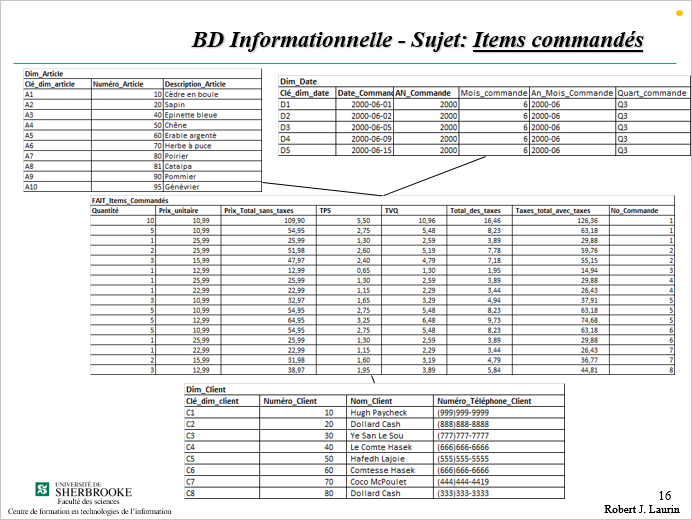 BD Informationnelle - Sujet: Items commandés
Dim_Article
Clé_dim_article Numéro_Article Description_Article
A1 10 Cèdre en boule
A2 20 Sapin
A3 40 Epinette bleue
A4 50 Chêne
A5 60 Erable argenté
A6 70 Herbe à puce
A7 80 Poirier
A8 81 Catalpa
A9 90 Pommier
A10 95 Génévrier
Dim_Date
Clé_dim_date Date_Command AN_Commande Mois_commande An_Mois_Commande Quart_commande
D1 2000-06-01 2000 6 2000-06 Q3
D2 2000-06-02 2000 6 2000-06 Q3
D3 2000-06-05 2000 6 2000-06 Q3
D4 2000-06-09 2000 6 2000-06 Q3
D5 2000-06-15 2000 6 2000-06 Q3
FAIT_Items_Commandés
Quantité Prix_unitaire Prix_Total_sans_taxes TPS TVQ Total_des_taxes Taxes_total_avec_taxes No_Commande
10 10,99 109,90 5,50 10,96 16,46 126,36 1
5 10,99 54,95 2,75 5,48 8,23 63,18 1
1 25,99 25,99 1,30 2,59 3,89 29,88 1
2 25,99 51,98 2,60 5,19 7,78 59,76 2
3 15,99 47,97 2,40 4,79 7,18 55,15 2
1 12,99 12,99 0,65 1,30 1,95 14,94 3
1 25,99 25,99 1,30 2,59 3,89 29,88 4
1 22,99 22,99 1,15 2,29 3,44 26,43 4
3 10,99 32,97 1,65 3,29 4,94 37,91 5
5 10,99 54,95 2,75 5,48 8,23 63,18 5
5 12,99 64,95 3,25 6,48 9,73 74,68 5
5 10,99 54,95 2,75 5,48 8,23 63,18 6
1 25,99 25,99 1,30 2,59 3,89 29,88 6
1 22,99 22,99 1,15 2,29 3,44 26,43 7
2 15,99 31,98 1,60 3,19 4,79 36,77 7
3 12,99 38,97 1,95 3,89 5,84 44,81 8
Dim_Client
Clé_dim_client Numéro_Client Nom_Client Numéro_Téléphone_Client
C1 10 Hugh Paycheck (999)999-9999
C2 20 Dollard Cash (888)888-8888
C3 30 Ye San Le Sou (777)777-7777
C4 40 Le Comte Hasek (666)666-6666
C5 50 Hafedh Lajoie (555)555-5555
C6 60 Comtesse Hasek (666)666-6666
C7 70 Coco McPoulet (444)444-4419
C8 80 Dollard Cash (333)333-3333
UNIVERSITÉ DE
SHERBROOKE
Faculté des sciences
Centre de formation en technologies de l'information
16
Robert J. Laurin